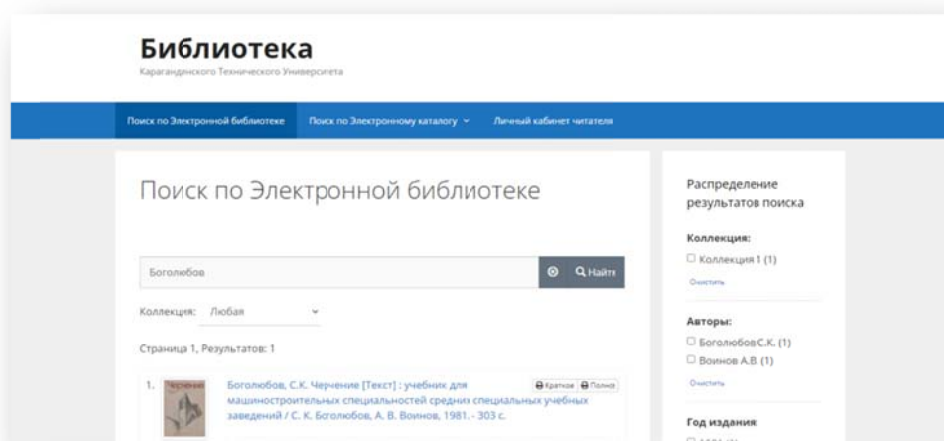 Библиотека
Карагандинского Технического Университета
Поиск по Электронной библиотеке
Поиск по Электронному каталогу
Личный кабинет читателя
Поиск по Электронной библиотеке
Боголюбов
Найти
Коллекция: Любая
Страница 1, Результатов: 1
1.
Черчение
Боголюбов, С.К. Черчение [Текст] : учебник для
машиностроительных специальностей средних специальных учебных
заведений / С. К. Боголюбов, А. В. Воинов, 1981.- 303 с.
Краткое Полное
Распределение
результатов поиска
Коллекция:
Коллекция 1 (1)
Очистить
Авторы:
Боголюбов С.К. (1)
Воинов А.В (1)
Очистить
Год издания